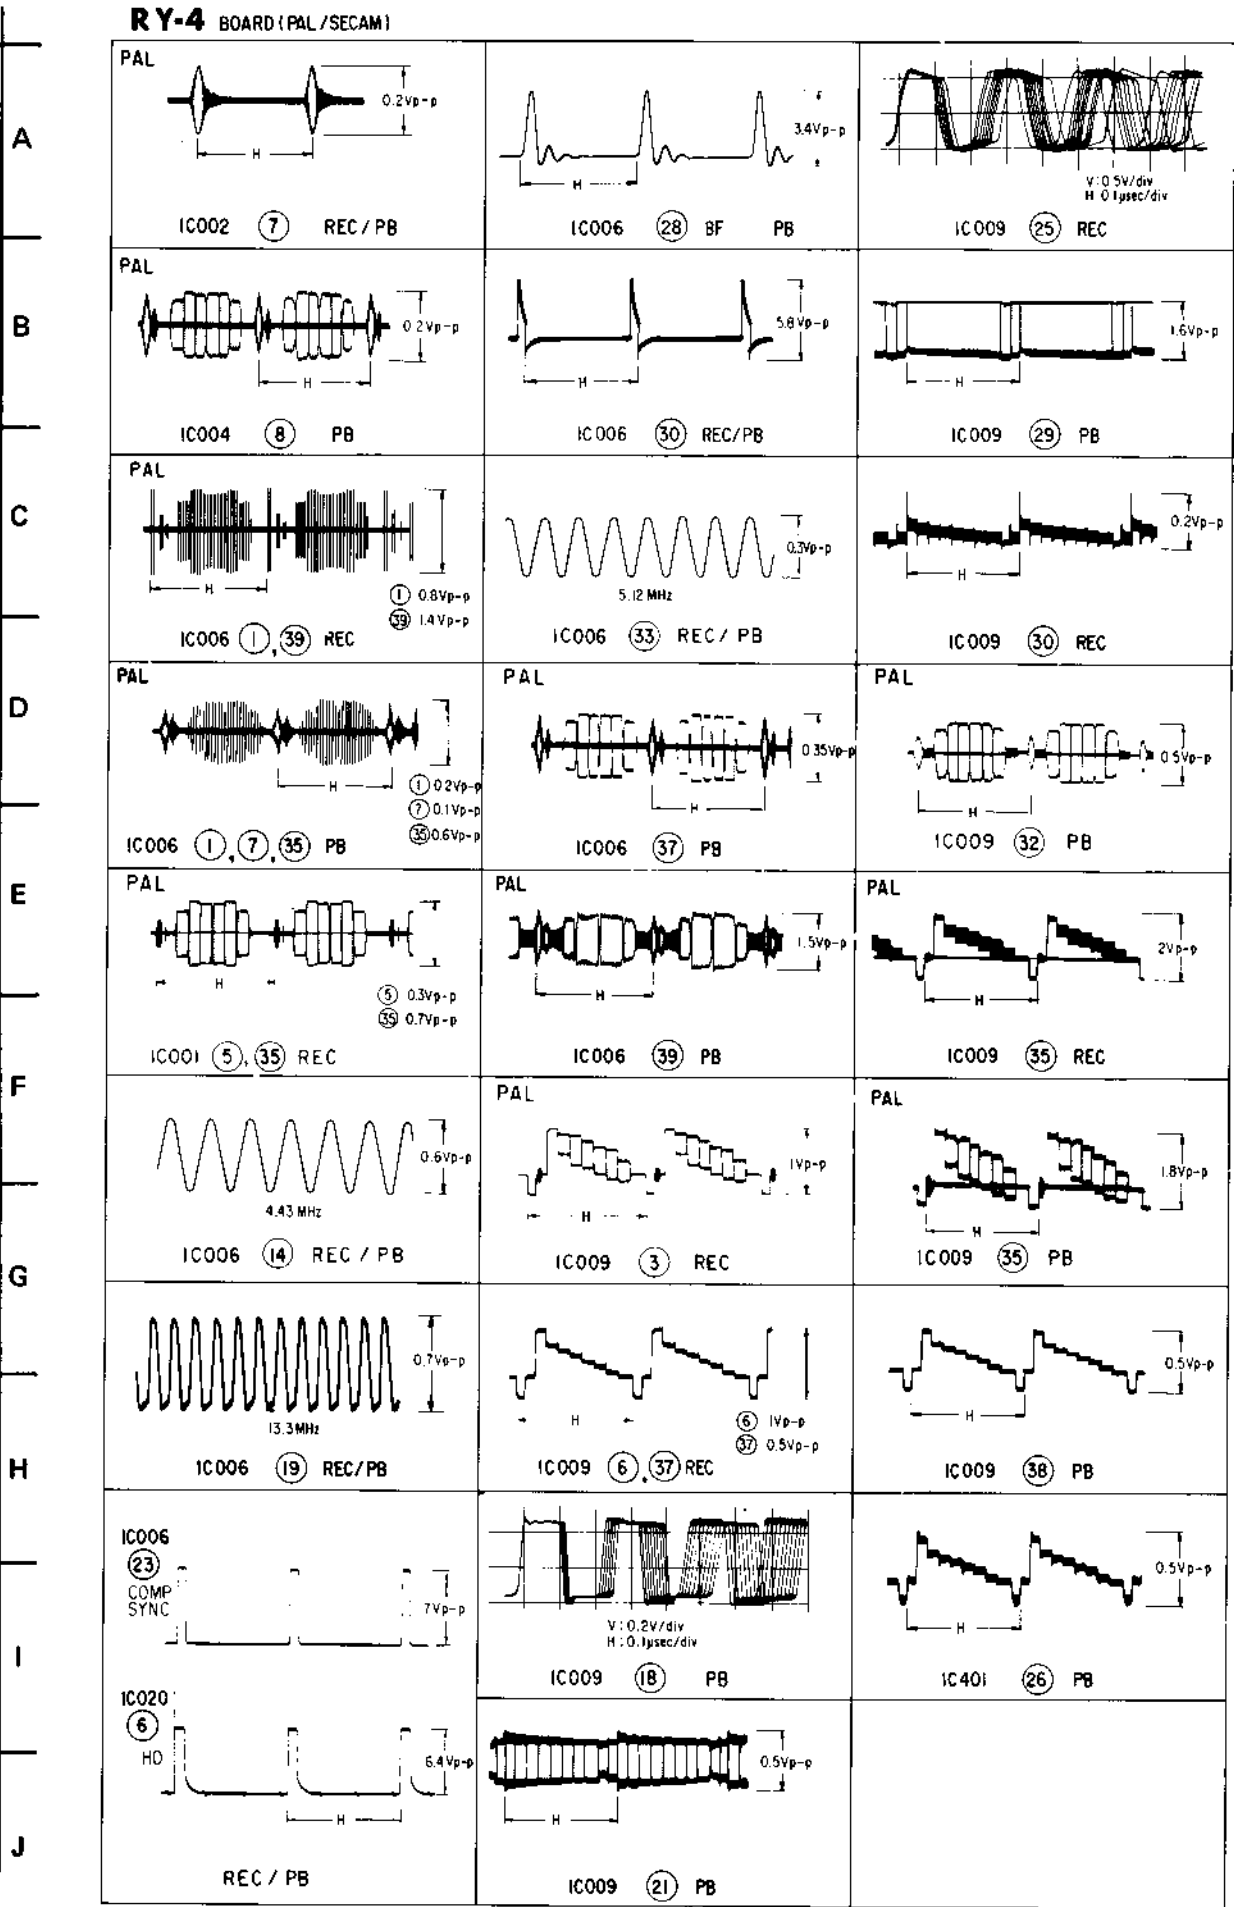 RY-4 BOARD (PAL/SECAM)
A
B
C
D
E
F
G
H
I
J
PAL
0.2Vp-p
H
IC002 7 REC/PB
3.4Vp-p
H
IC006 28 BF PB
V:0.5V/div
H 0.1µsec/div
IC009 25 REC
PAL
0.2Vp-p
H
IC004 8 PB
5.8Vp-p
H
IC006 30 REC/PB
1.6Vp-p
H
IC009 29 PB
PAL
H
1 0.8Vp-p
39 1.4Vp-p
IC006 1, 39 REC
0.3Vp-p
5.12MHz
IC006 33 REC/PB
0.2Vp-p
H
IC009 30 REC
PAL
H
1 0.2Vp-p
7 0.1Vp-p
35 0.6Vp-p
IC006 1, 7, 35 PB
PAL
0.35Vp-p
H
IC006 37 PB
PAL
0.5Vp-p
H
IC009 32 PB
PAL
H
5 0.3Vp-p
35 0.7Vp-p
IC001 5, 35 REC
PAL
1.5Vp-p
H
IC006 39 PB
PAL
2Vp-p
H
IC009 35 REC
0.6Vp-p
4.43MHz
IC006 14 REC/PB
PAL
1Vp-p
H
IC009 3 REC
PAL
1.8Vp-p
H
IC009 35 PB
0.7Vp-p
13.3MHz
IC006 19 REC/PB
H
6 1Vp-p
37 0.5Vp-p
IC009 6, 37 REC
0.5Vp-p
H
IC009 38 PB
IC006
23
COMP
SYNC
7Vp-p
IC020
6
HD
6.4Vp-p
H
REC/PB
V:0.2V/div
H:0.1µsec/div
IC009 18 PB
0.5Vp-p
H
IC401 26 PB
0.5Vp-p
H
IC009 21 PB